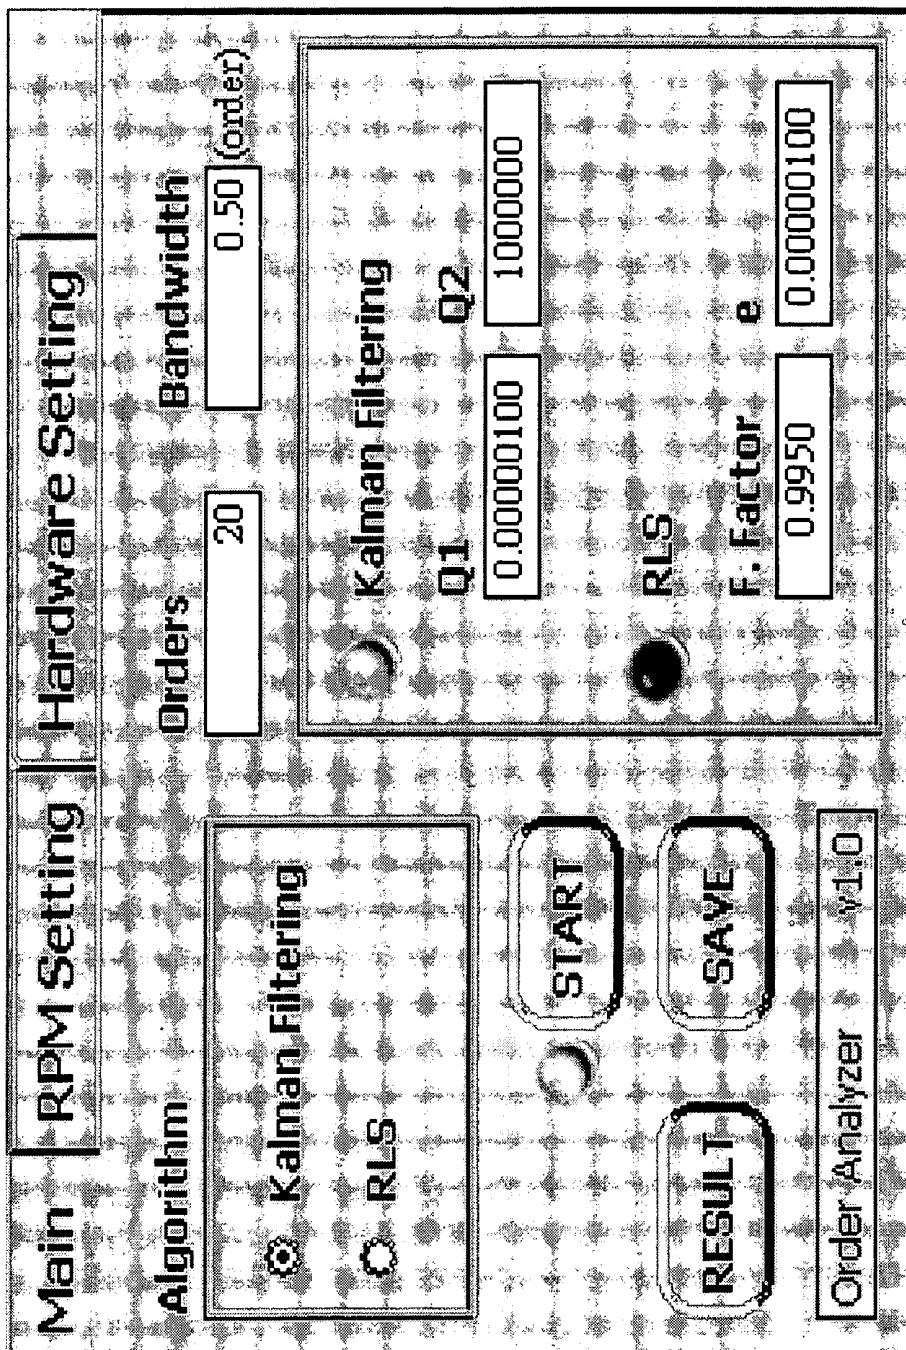 Main RPM Setting Hardware Setting
Algorithm
Kalman Filtering
RLS
START
RESULT SAVE
Order Analyzer v1.0
Orders Bandwidth
20 0.50 (order)
Kalman Filtering
Q1 Q2
0.0000100 1000000
RLS
F. Factor e
0.9950 0.00000100